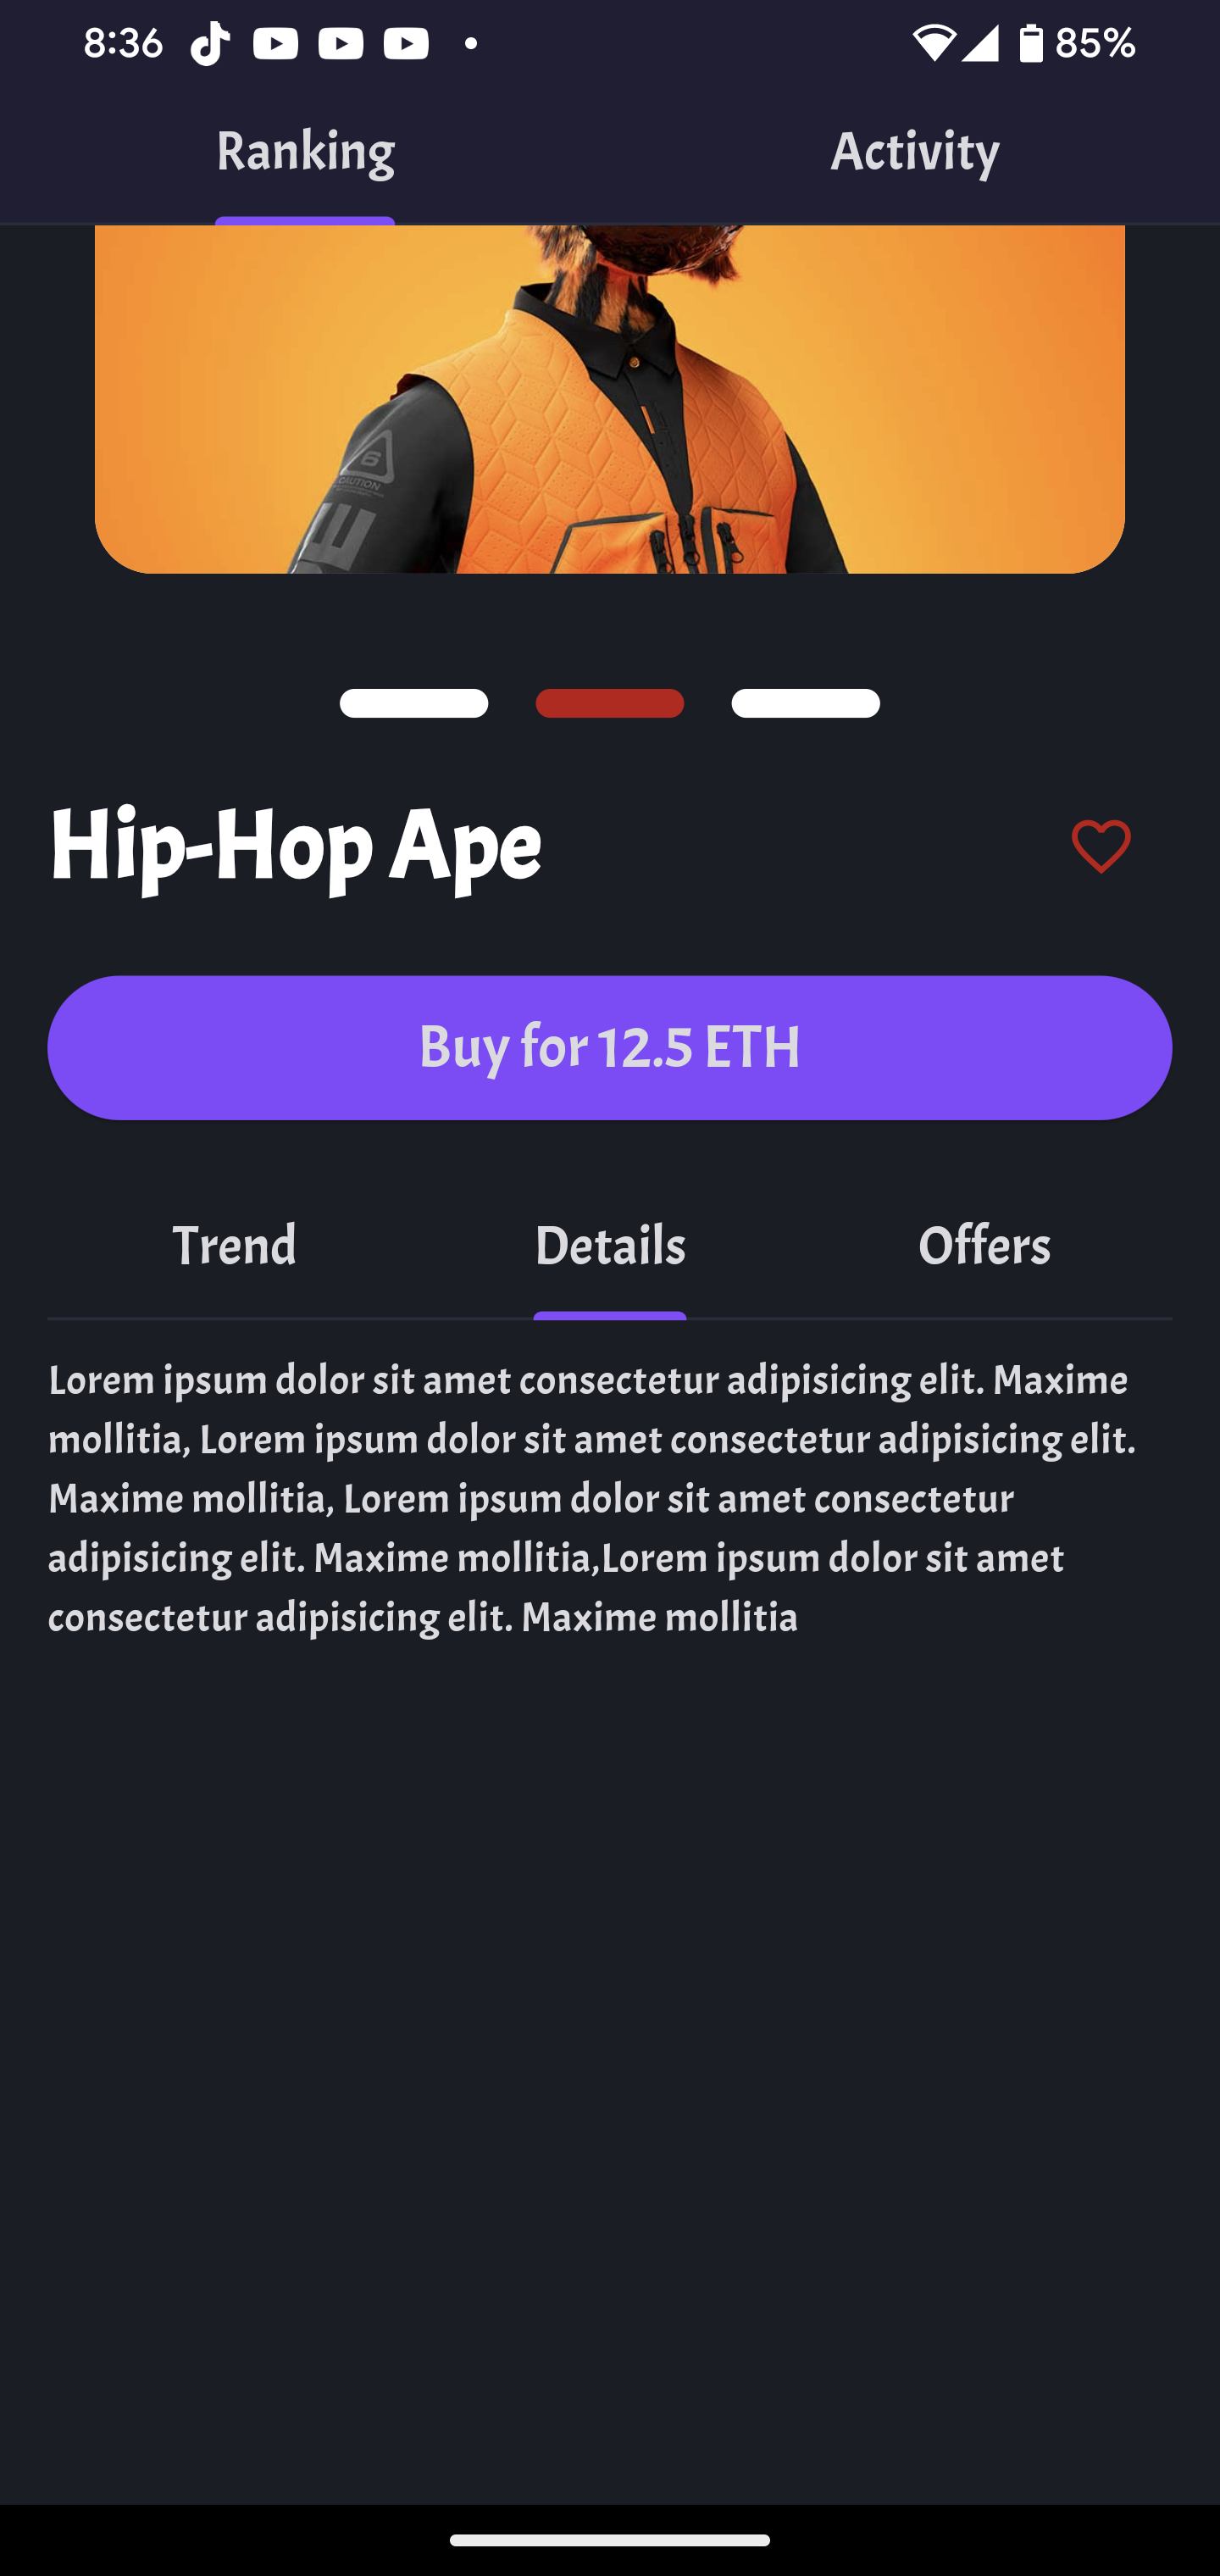 8:36 85%
Ranking Activity
6
CAUTION
Hip-Hop Ape
Buy for 12.5 ETH
Trend Details Offers
Lorem ipsum dolor sit amet consectetur adipisicing elit. Maxime
mollitia, Lorem ipsum dolor sit amet consectetur adipisicing elit.
Maxime mollitia, Lorem ipsum dolor sit amet consectetur
adipisicing elit. Maxime mollitia,Lorem ipsum dolor sit amet
consectetur adipisicing elit. Maxime mollitia